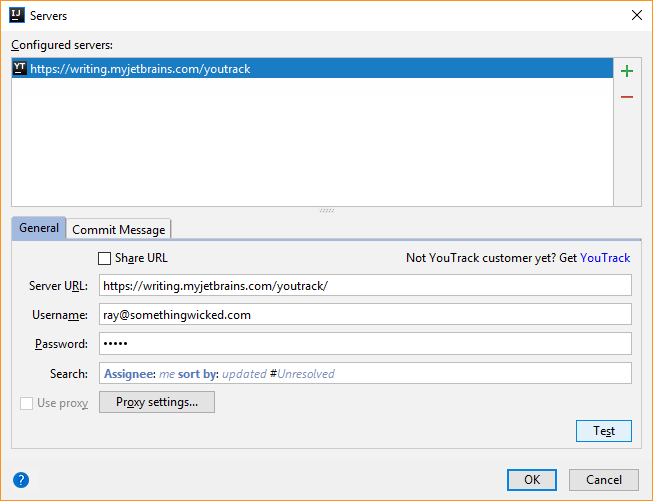 IJ Servers
Configured servers:
YT https://writing.myjetbrains.com/youtrack
General Commit Message
Share URL Not YouTrack customer yet? Get YouTrack
Server URL: https://writing.myjetbrains.com/youtrack/
Username: ray@somethingwicked.com
Password: •••••
Search: Assignee: me sort by: updated #Unresolved
Use proxy Proxy settings...
Test
? OK Cancel